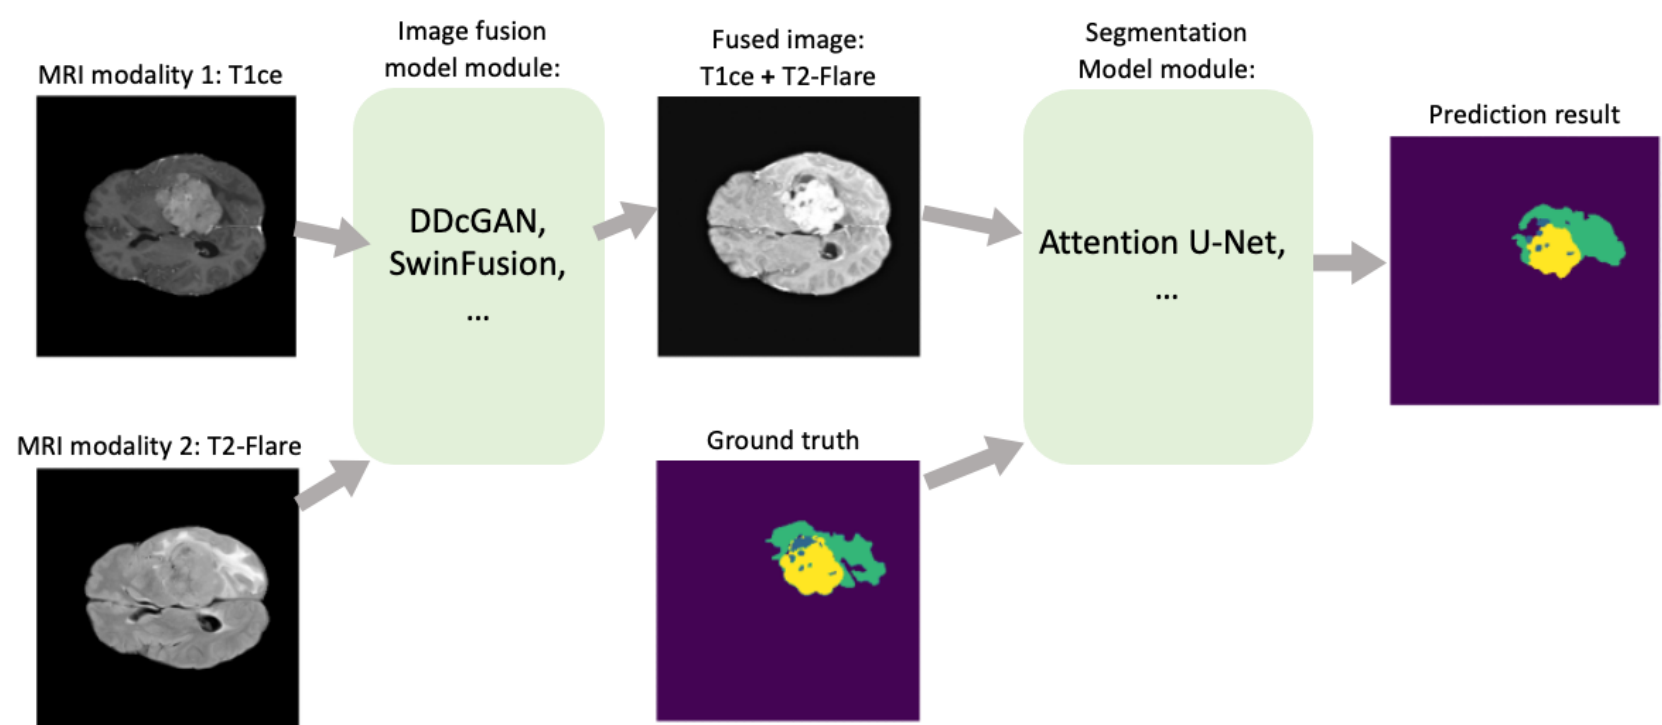 MRI modality 1: T1ce
Image fusion
model module:
DDcGAN,
SwinFusion,
...
Fused image:
T1ce + T2-Flare
Segmentation
Model module:
Attention U-Net,
...
Prediction result
MRI modality 2: T2-Flare
Ground truth